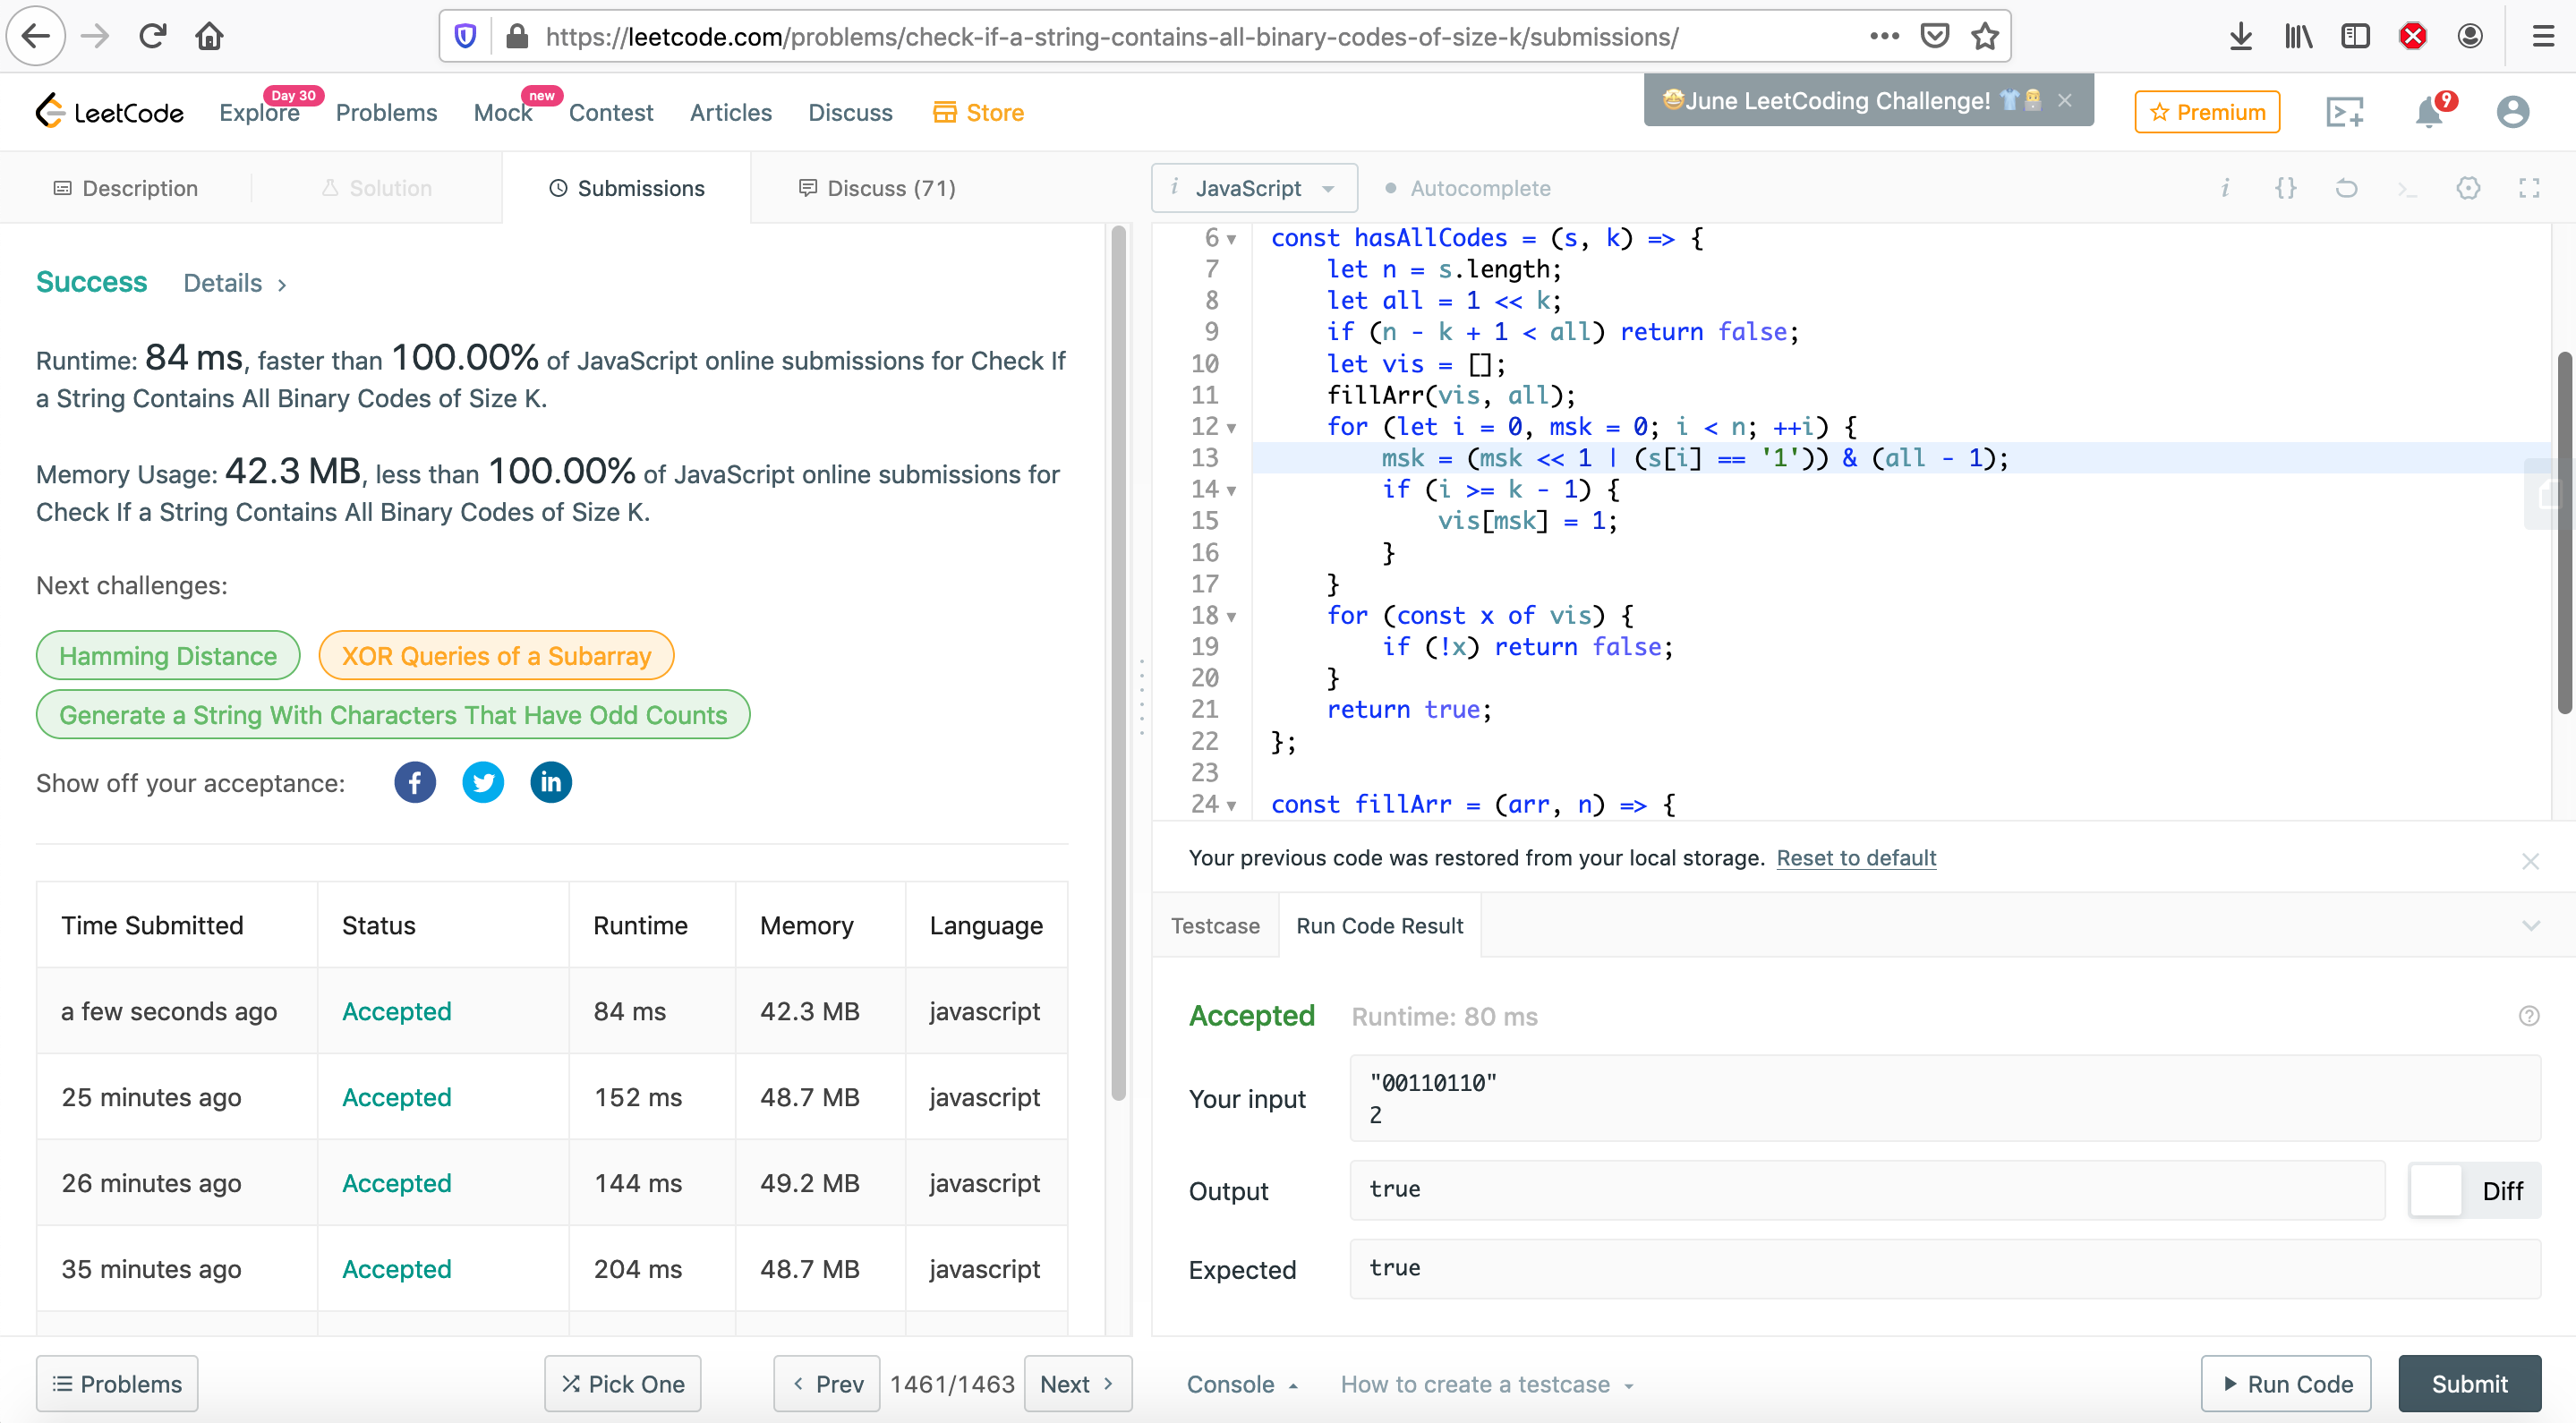 https://leetcode.com/problems/check-if-a-string-contains-all-binary-codes-of-size-k/submissions/
LeetCode
Explore
Day 30
Problems
Mock
new
Contest
Articles
Discuss
Store
🤩June LeetCoding Challenge! 👕👨‍💻
Premium
9
Description
Solution
Submissions
Discuss (71)
Success Details
Runtime: 84 ms, faster than 100.00% of JavaScript online submissions for Check If
a String Contains All Binary Codes of Size K.
Memory Usage: 42.3 MB, less than 100.00% of JavaScript online submissions for
Check If a String Contains All Binary Codes of Size K.
Next challenges:
Hamming Distance
XOR Queries of a Subarray
Generate a String With Characters That Have Odd Counts
Show off your acceptance:
Time Submitted Status Runtime Memory Language
a few seconds ago Accepted 84 ms 42.3 MB javascript
25 minutes ago Accepted 152 ms 48.7 MB javascript
26 minutes ago Accepted 144 ms 49.2 MB javascript
35 minutes ago Accepted 204 ms 48.7 MB javascript
Problems
Pick One
Prev
1461/1463
Next
i JavaScript
Autocomplete
6 const hasAllCodes = (s, k) => {
7 let n = s.length;
8 let all = 1 << k;
9 if (n - k + 1 < all) return false;
10 let vis = [];
11 fillArr(vis, all);
12 for (let i = 0, msk = 0; i < n; ++i) {
13 msk = (msk << 1 | (s[i] == '1')) & (all - 1);
14 if (i >= k - 1) {
15 vis[msk] = 1;
16 }
17 }
18 for (const x of vis) {
19 if (!x) return false;
20 }
21 return true;
22 };
23
24 const fillArr = (arr, n) => {
Your previous code was restored from your local storage. Reset to default
Testcase
Run Code Result
Accepted Runtime: 80 ms
Your input
"00110110"
2
Output
true
Diff
Expected
true
Console
How to create a testcase
Run Code
Submit